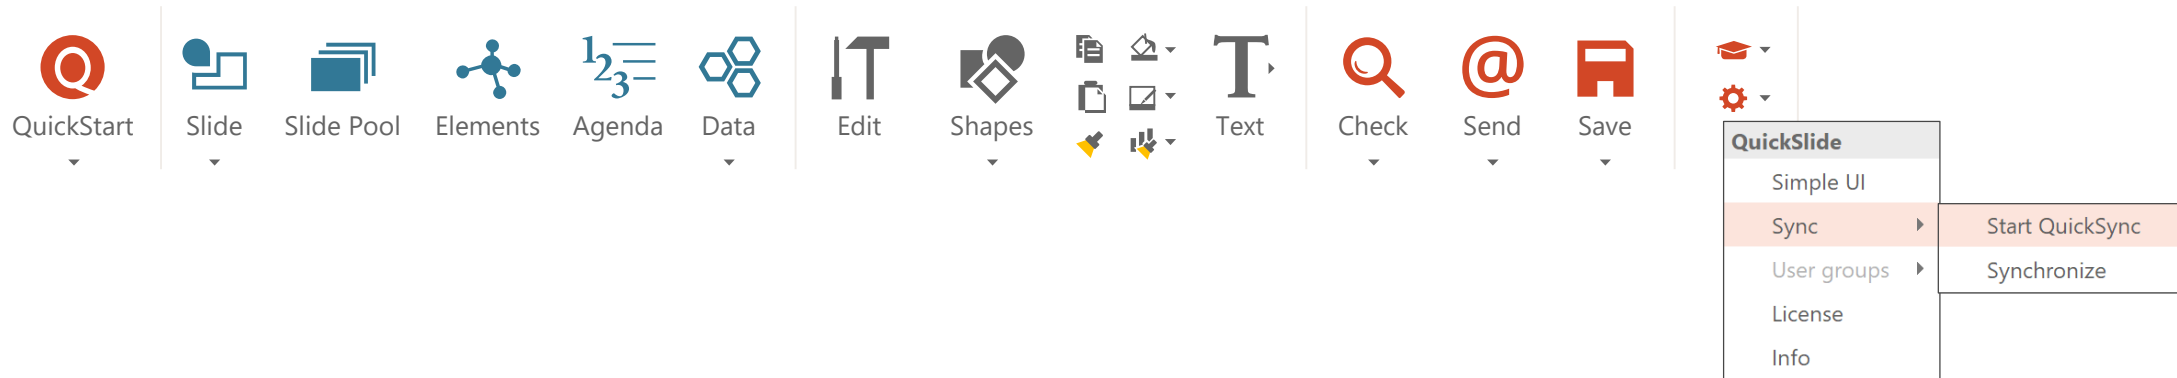 QuickStart
Slide
Slide Pool
Elements
Agenda
Data
Edit
Shapes
Text
Check
Send
Save
QuickSlide
Simple UI
Sync
Start QuickSync
User groups
Synchronize
License
Info